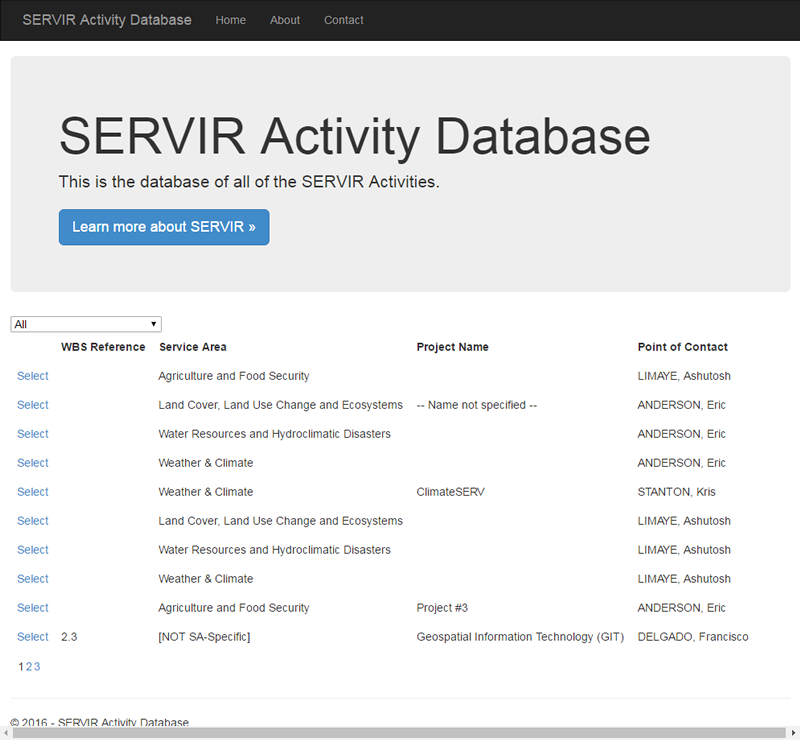 SERVIR Activity Database Home About Contact
SERVIR Activity Database
This is the database of all of the SERVIR Activities.
Learn more about SERVIR »
All
WBS Reference Service Area Project Name Point of Contact
Select Agriculture and Food Security LIMAYE, Ashutosh
Select Land Cover, Land Use Change and Ecosystems -- Name not specified -- ANDERSON, Eric
Select Water Resources and Hydroclimatic Disasters ANDERSON, Eric
Select Weather & Climate ANDERSON, Eric
Select Weather & Climate ClimateSERV STANTON, Kris
Select Land Cover, Land Use Change and Ecosystems LIMAYE, Ashutosh
Select Water Resources and Hydroclimatic Disasters LIMAYE, Ashutosh
Select Weather & Climate LIMAYE, Ashutosh
Select Agriculture and Food Security Project #3 ANDERSON, Eric
Select 2.3 [NOT SA-Specific] Geospatial Information Technology (GIT) DELGADO, Francisco
1 2 3
© 2016 - SERVIR Activity Database